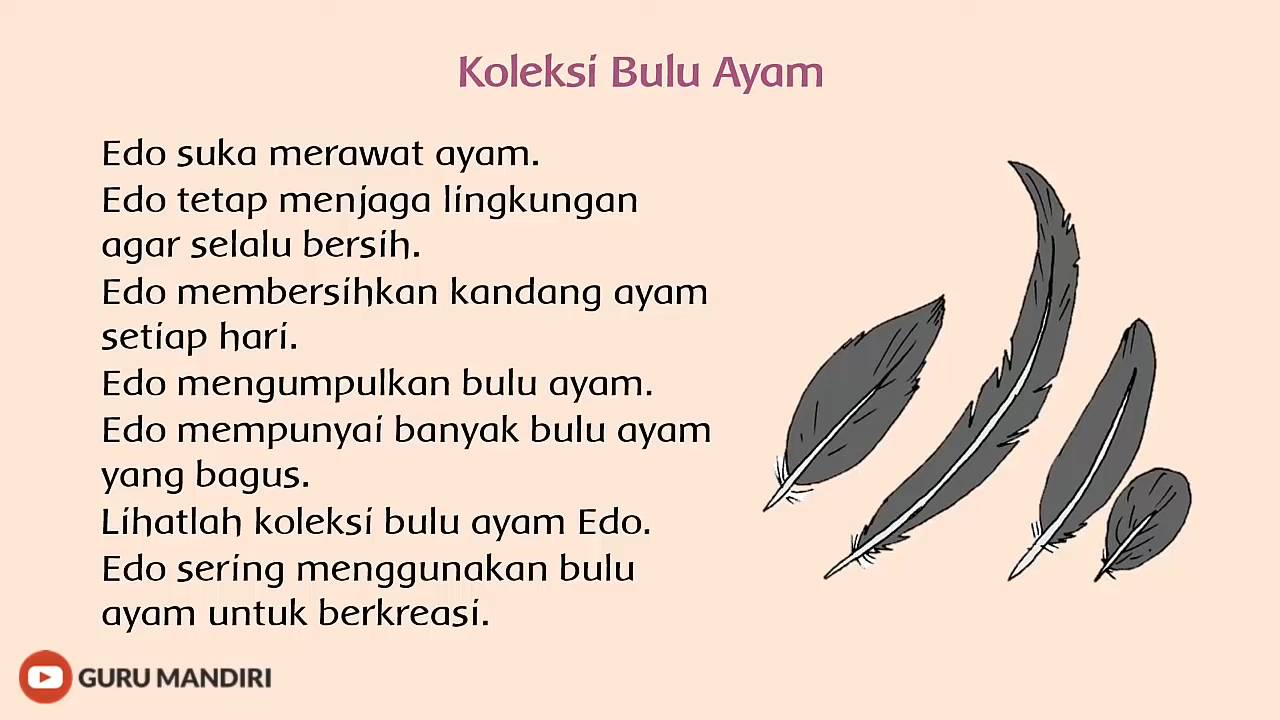 Koleksi Bulu Ayam
Edo suka merawat ayam.
Edo tetap menjaga lingkungan
agar selalu bersih.
Edo membersihkan kandang ayam
setiap hari.
Edo mengumpulkan bulu ayam.
Edo mempunyai banyak bulu ayam
yang bagus.
Lihatlah koleksi bulu ayam Edo.
Edo sering menggunakan bulu
ayam untuk berkreasi.
GURU MANDIRI